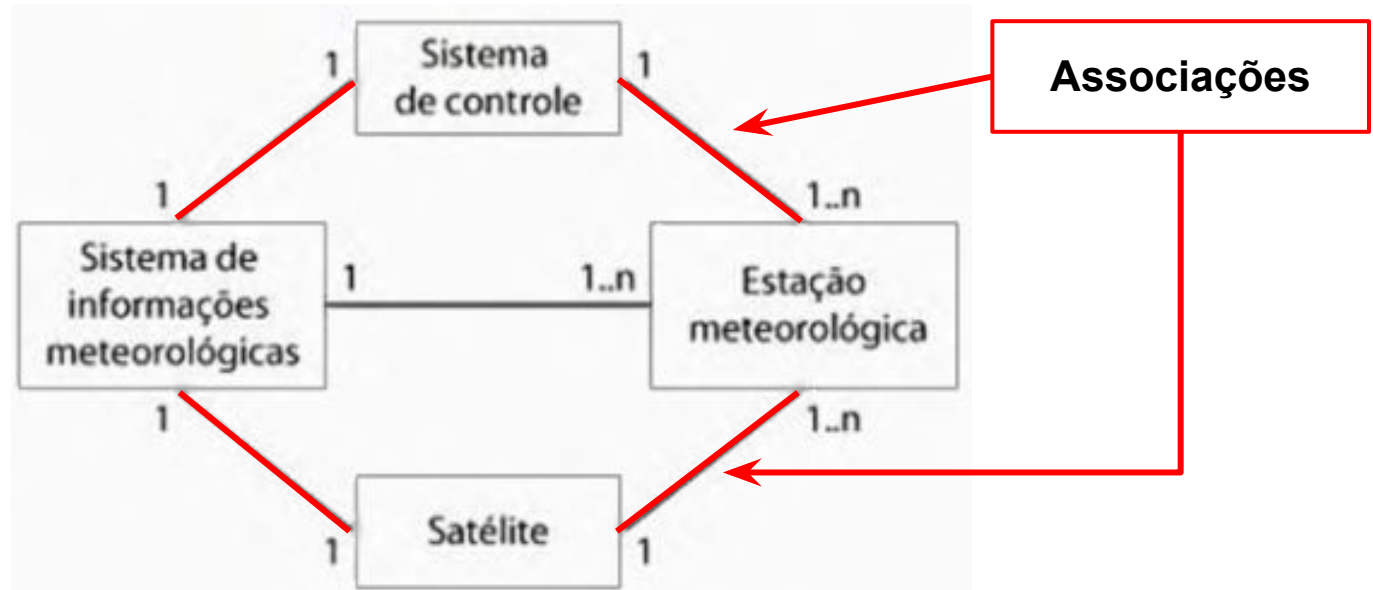 Sistema
de controle
1
1
Associações
1
1..n
Sistema de
informações
meteorológicas
1
1..n
Estação
meteorológica
1
1..n
Satélite
1
1